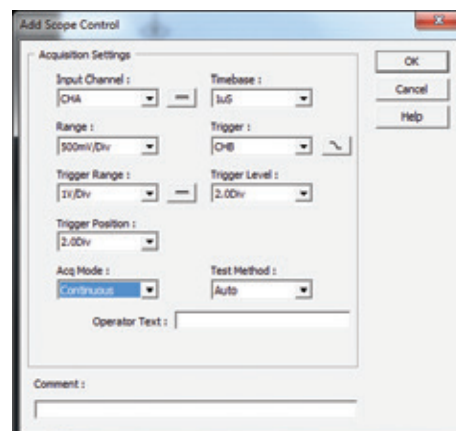 Add Scope Control
Acquisition Settings
OK
Cancel
Help
Input Channel :
Timebase :
CHA
1uS
Range :
Trigger :
500mV/Div
CHB
Trigger Range :
Trigger Level :
1V/Div
2.0Div
Trigger Position :
2.0Div
Acq Mode :
Test Method :
Continuous
Auto
Operator Text :
Comment :